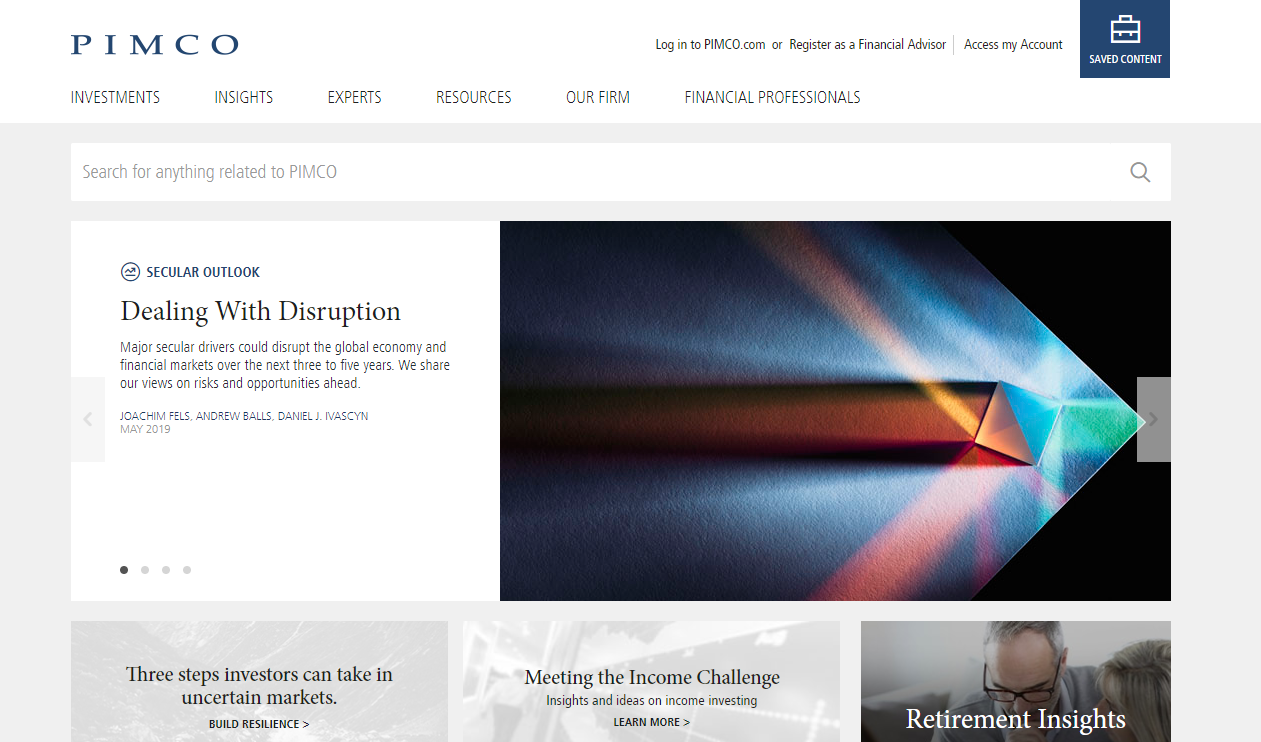 PIMCO
Log in to PIMCO.com or Register as a Financial Advisor Access my Account
SAVED CONTENT
INVESTMENTS INSIGHTS EXPERTS RESOURCES OUR FIRM FINANCIAL PROFESSIONALS
Search for anything related to PIMCO
SECULAR OUTLOOK
Dealing With Disruption
Major secular drivers could disrupt the global economy and
financial markets over the next three to five years. We share
our views on risks and opportunities ahead.
JOACHIM FELS, ANDREW BALLS, DANIEL J. IVASCYN
MAY 2019
Three steps investors can take in
uncertain markets.
BUILD RESILIENCE >
Meeting the Income Challenge
Insights and ideas on income investing
LEARN MORE >
Retirement Insights